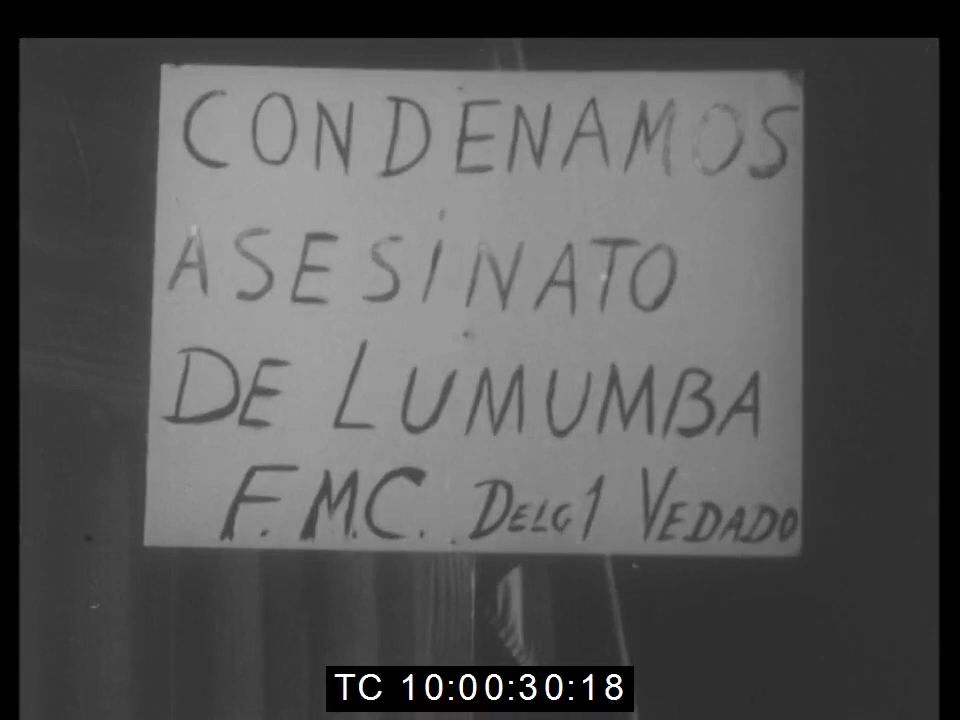 CONDENAMOS
ASESINATO
DE LUMUMBA
F.M.C. DELG 1 VEDADO
TC 10:00:30:18